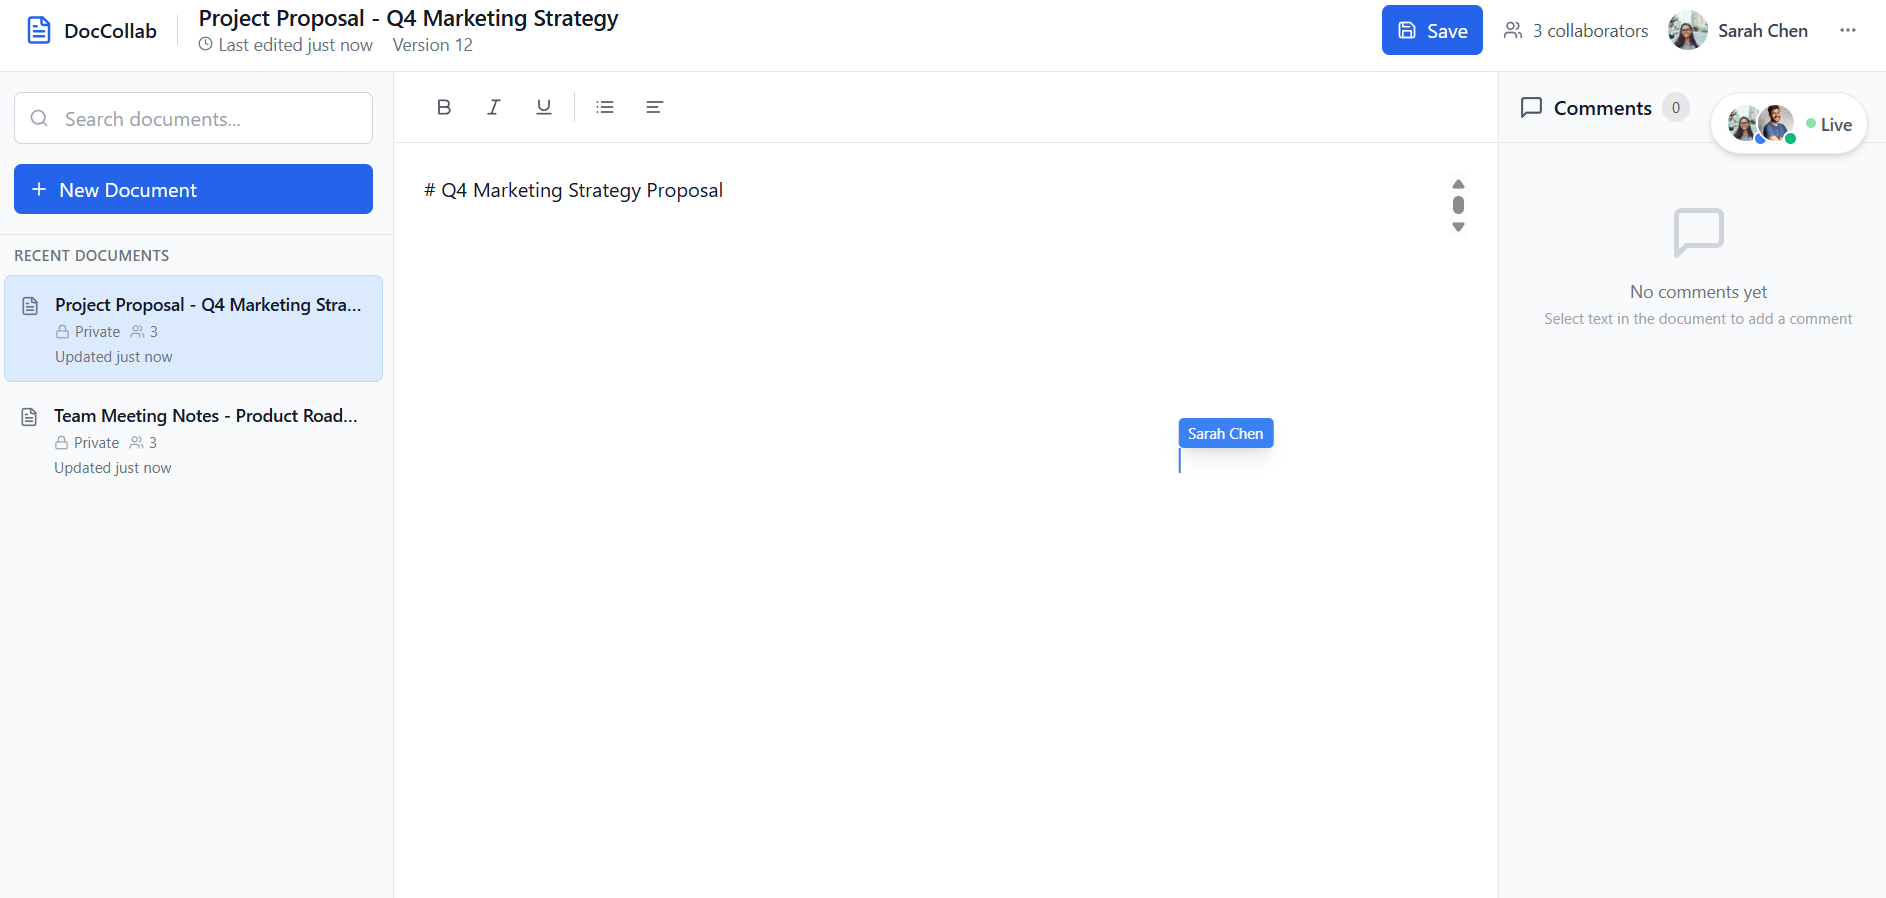 DocCollab
Project Proposal - Q4 Marketing Strategy
Last edited just now Version 12
Save
3 collaborators
Sarah Chen
Search documents...
New Document
RECENT DOCUMENTS
Project Proposal - Q4 Marketing Stra...
Private 3
Updated just now
Team Meeting Notes - Product Road...
Private 3
Updated just now
B I U
# Q4 Marketing Strategy Proposal
Sarah Chen
Comments 0
Live
No comments yet
Select text in the document to add a comment